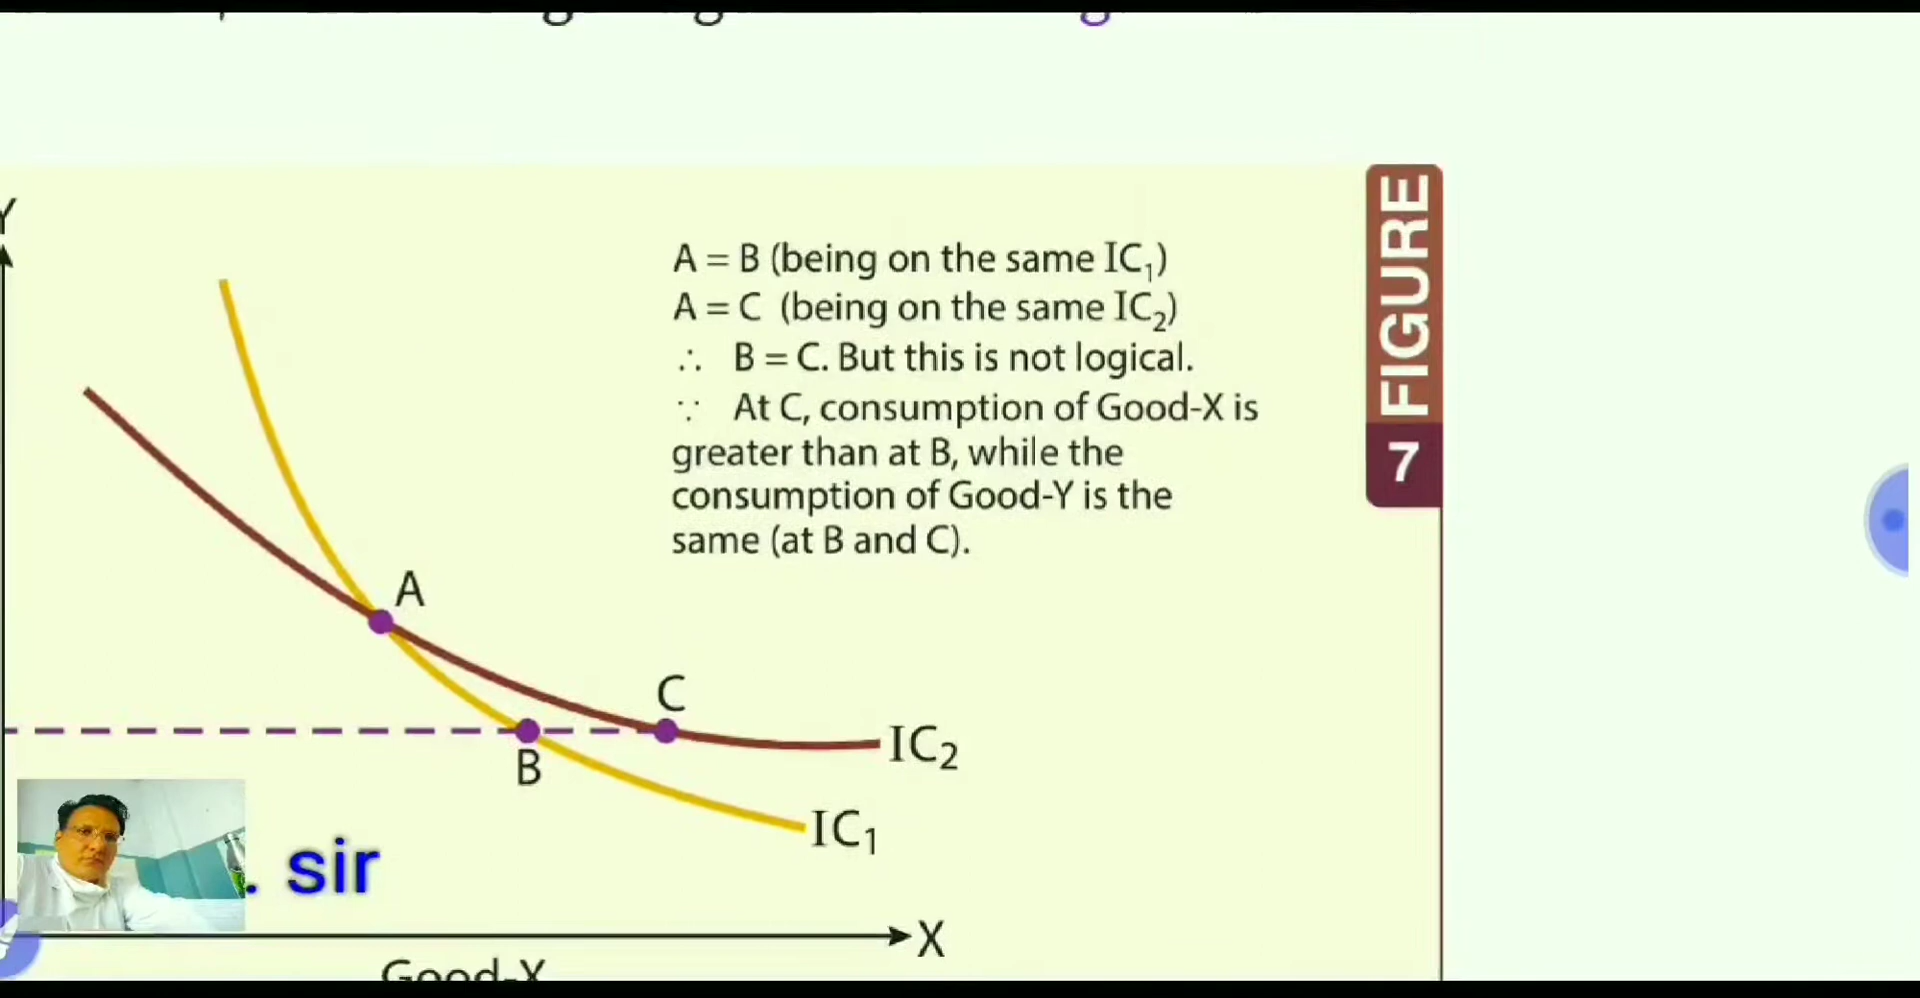 Y
A = B (being on the same IC₁)
A = C (being on the same IC₂)
∴ B = C. But this is not logical.
∵ At C, consumption of Good-X is
greater than at B, while the
consumption of Good-Y is the
same (at B and C).
FIGURE
7
A
C
B
IC₂
IC₁
. sir
X
Good-X